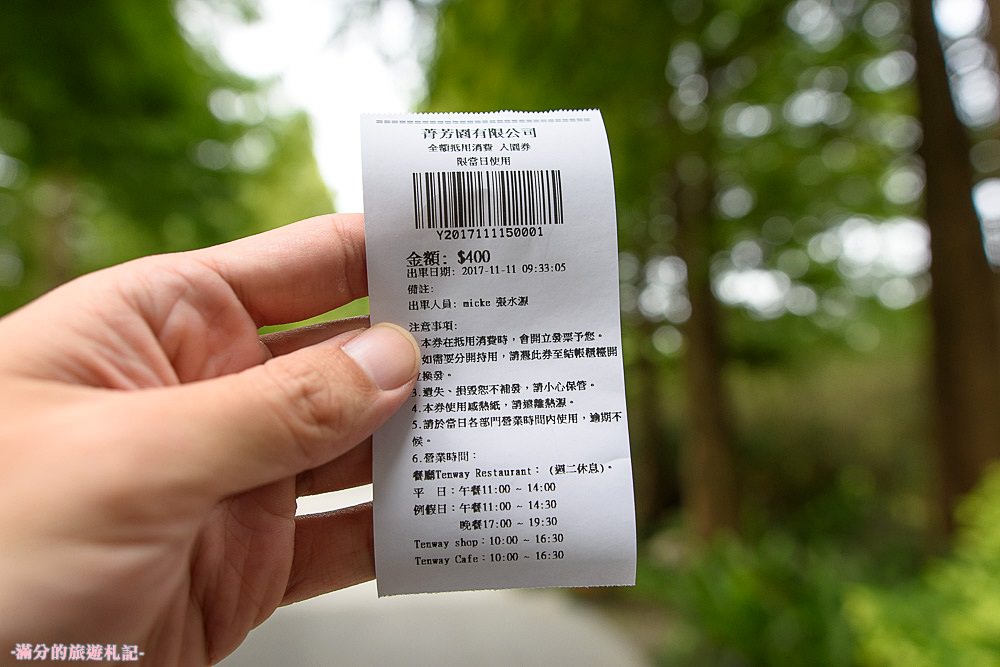 菁芳園有限公司
全額抵用消費 入園券
限當日使用
Y2017111150001
金額: $400
出單日期: 2017-11-11 09:33:05
備註:
出單人員: micke 張水源
注意事項:
本券在抵用消費時，會開立發票予您。
如需要分開持用，請憑此券至結帳櫃檯開
換發。
3.遺失、損毀恕不補發，請小心保管。
4.本券使用感熱紙，請遠離熱源。
5.請於當日各部門營業時間內使用，逾期不
候。
6.營業時間：
餐廳Tenway Restaurant： (週二休息)。
平　日：午餐11:00 ~ 14:00
例假日：午餐11:00 ~ 14:30
晚餐17:00 ~ 19:30
Tenway shop：10:00 ~ 16:30
Tenway Cafe：10:00 ~ 16:30
-滿分的旅遊札記-